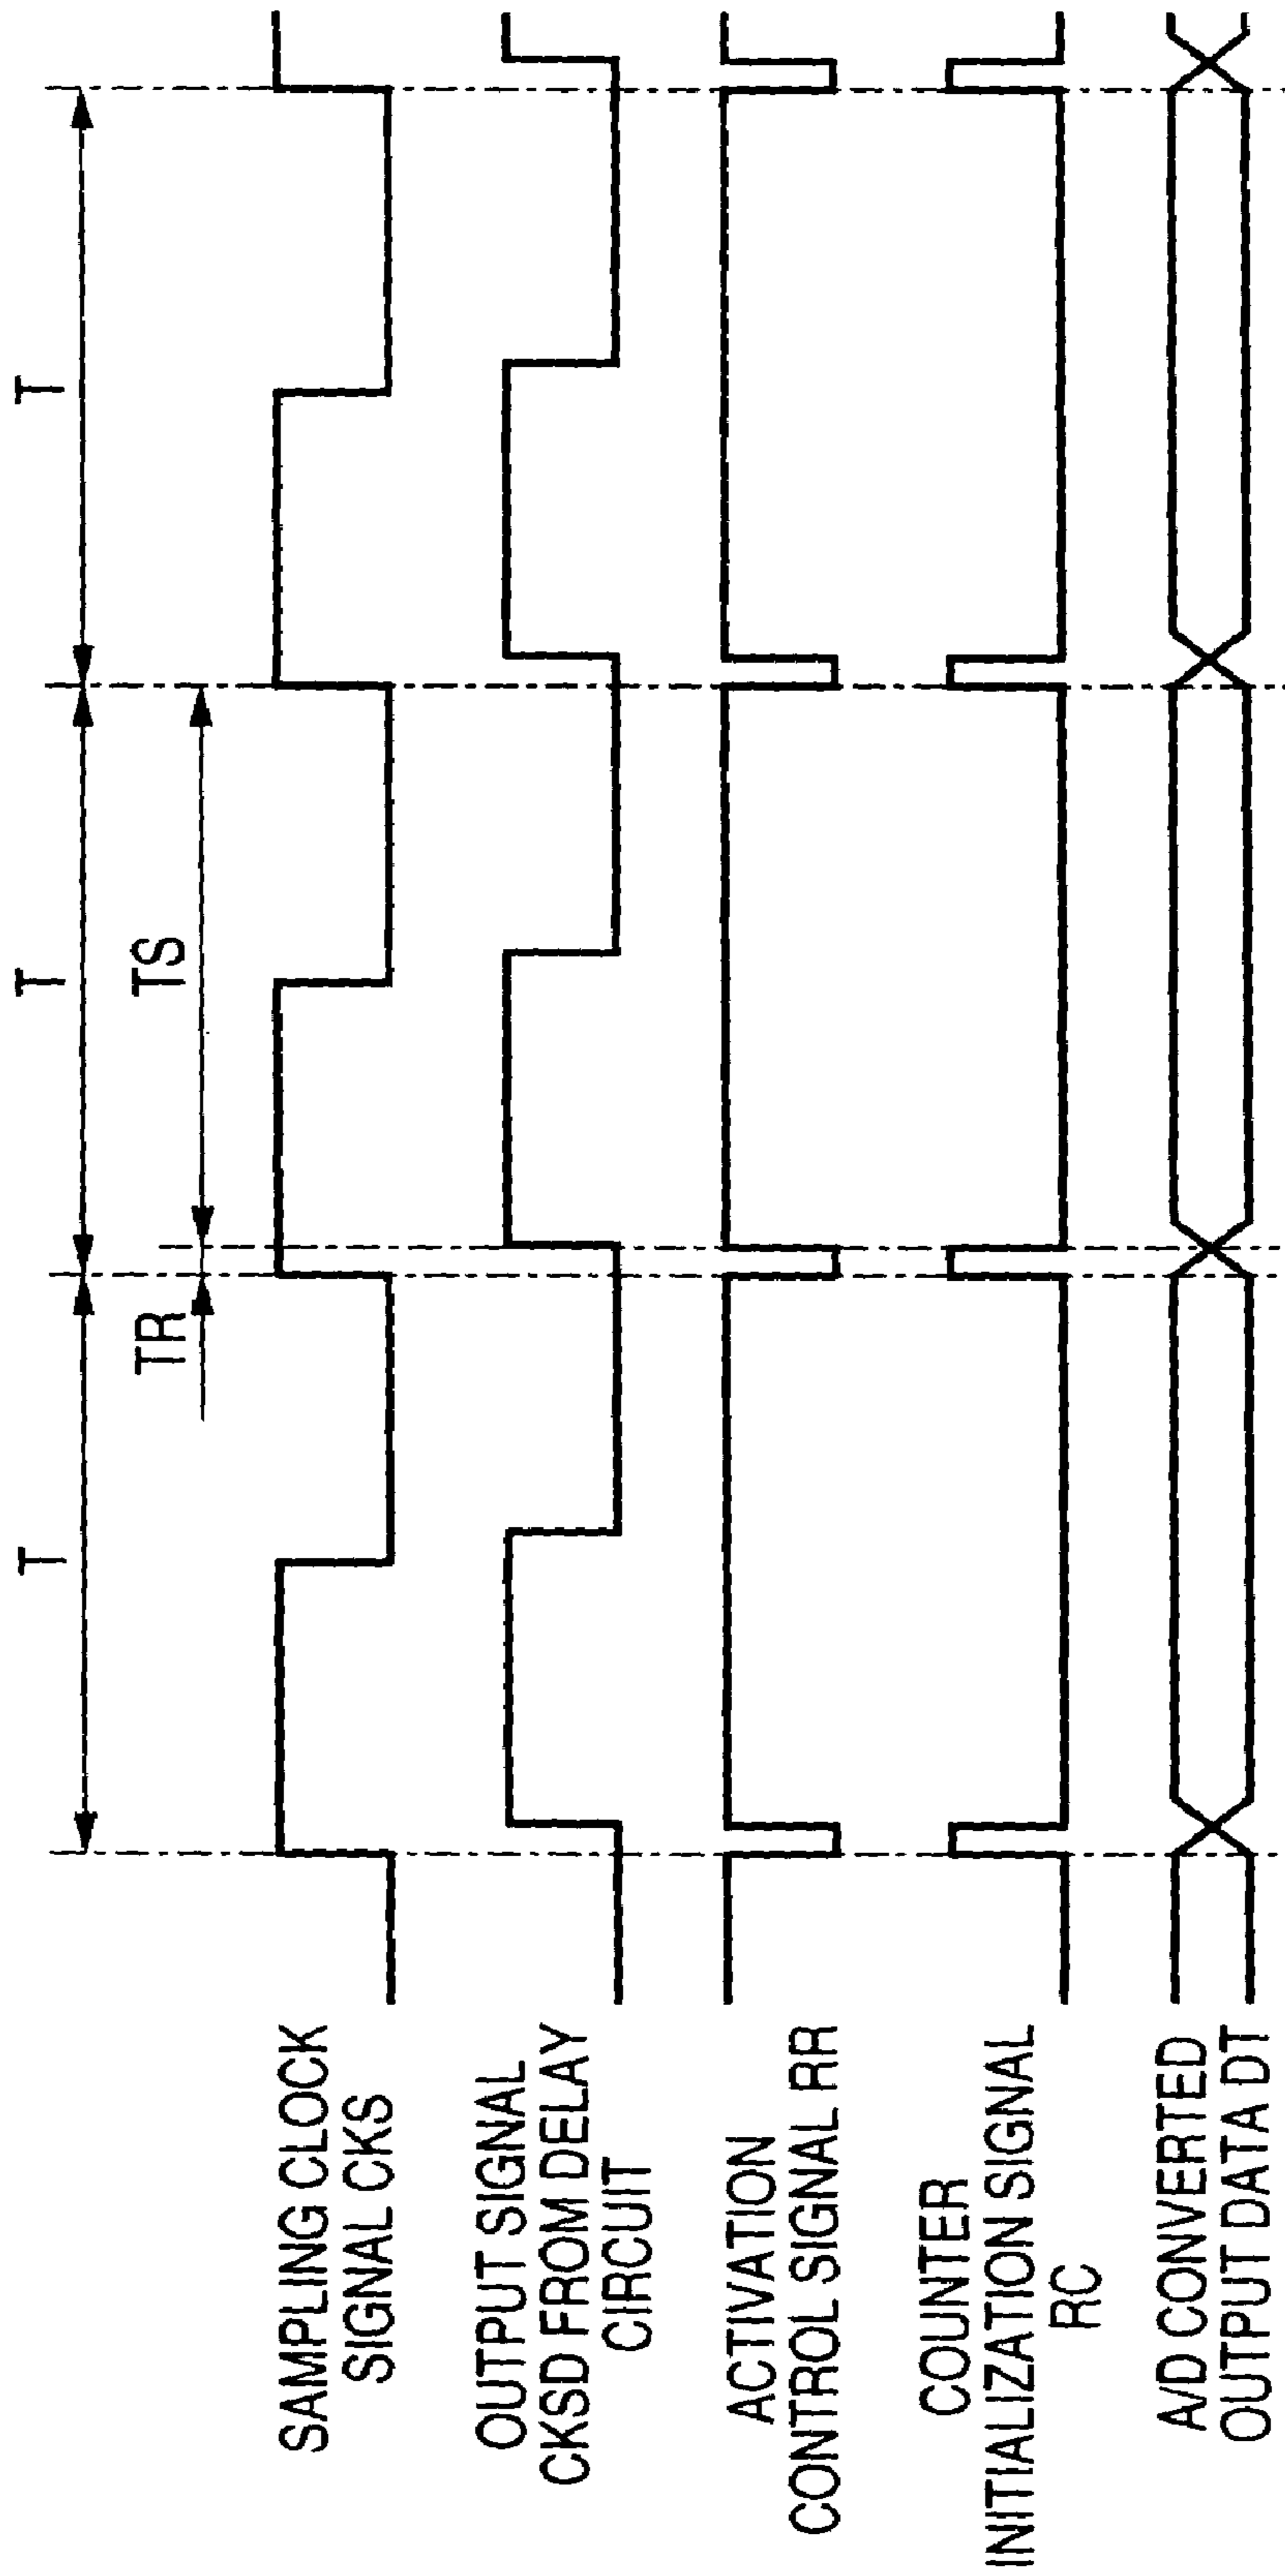 T
T
T
TR
TS
SAMPLING CLOCK
SIGNAL CKS
OUTPUT SIGNAL
CKSD FROM DELAY
CIRCUIT
ACTIVATION
CONTROL SIGNAL RR
COUNTER
INITIALIZATION SIGNAL
RC
A/D CONVERTED
OUTPUT DATA DT